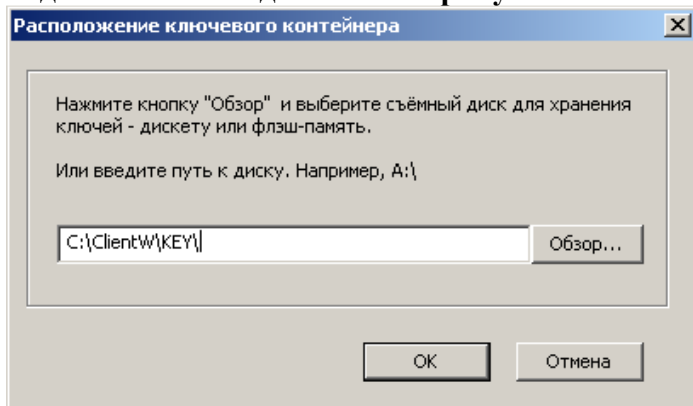 Расположение ключевого контейнера
Нажмите кнопку "Обзор" и выберите съёмный диск для хранения
ключей - дискету или флэш-память.
Или введите путь к диску. Например, A:\
C:\ClientW\KEY\
Обзор...
OK
Отмена